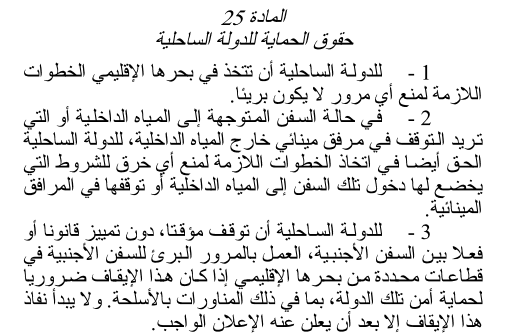 المادة 25
حقوق الحماية للدولة الساحلية
1 - للدولة الساحلية أن تتخذ في بحرها الإقليمي الخطوات
اللازمة لمنع أي مرور لا يكون بريئا.
2 - في حالة السفن المتوجهة إلى المياه الداخلية أو التي
تريد التوقف في مرفق مينائي خارج المياه الداخلية، للدولة الساحلية
الحق أيضا في اتخاذ الخطوات اللازمة لمنع أي خرق للشروط التي
يخضع لها دخول تلك السفن إلى المياه الداخلية أو توقفها في المرافق
المينائية.
3 - للدولة الساحلية أن توقف مؤقتا، دون تمييز قانونا أو
فعلا بين السفن الأجنبية، العمل بالمرور البرئ للسفن الأجنبية في
قطاعات محددة من بحرها الإقليمي إذا كان هذا الإيقاف ضروريا
لحماية أمن تلك الدولة، بما في ذلك المناورات بالأسلحة. ولا يبدأ نفاذ
هذا الإيقاف إلا بعد أن يعلن عنه الإعلان الواجب.